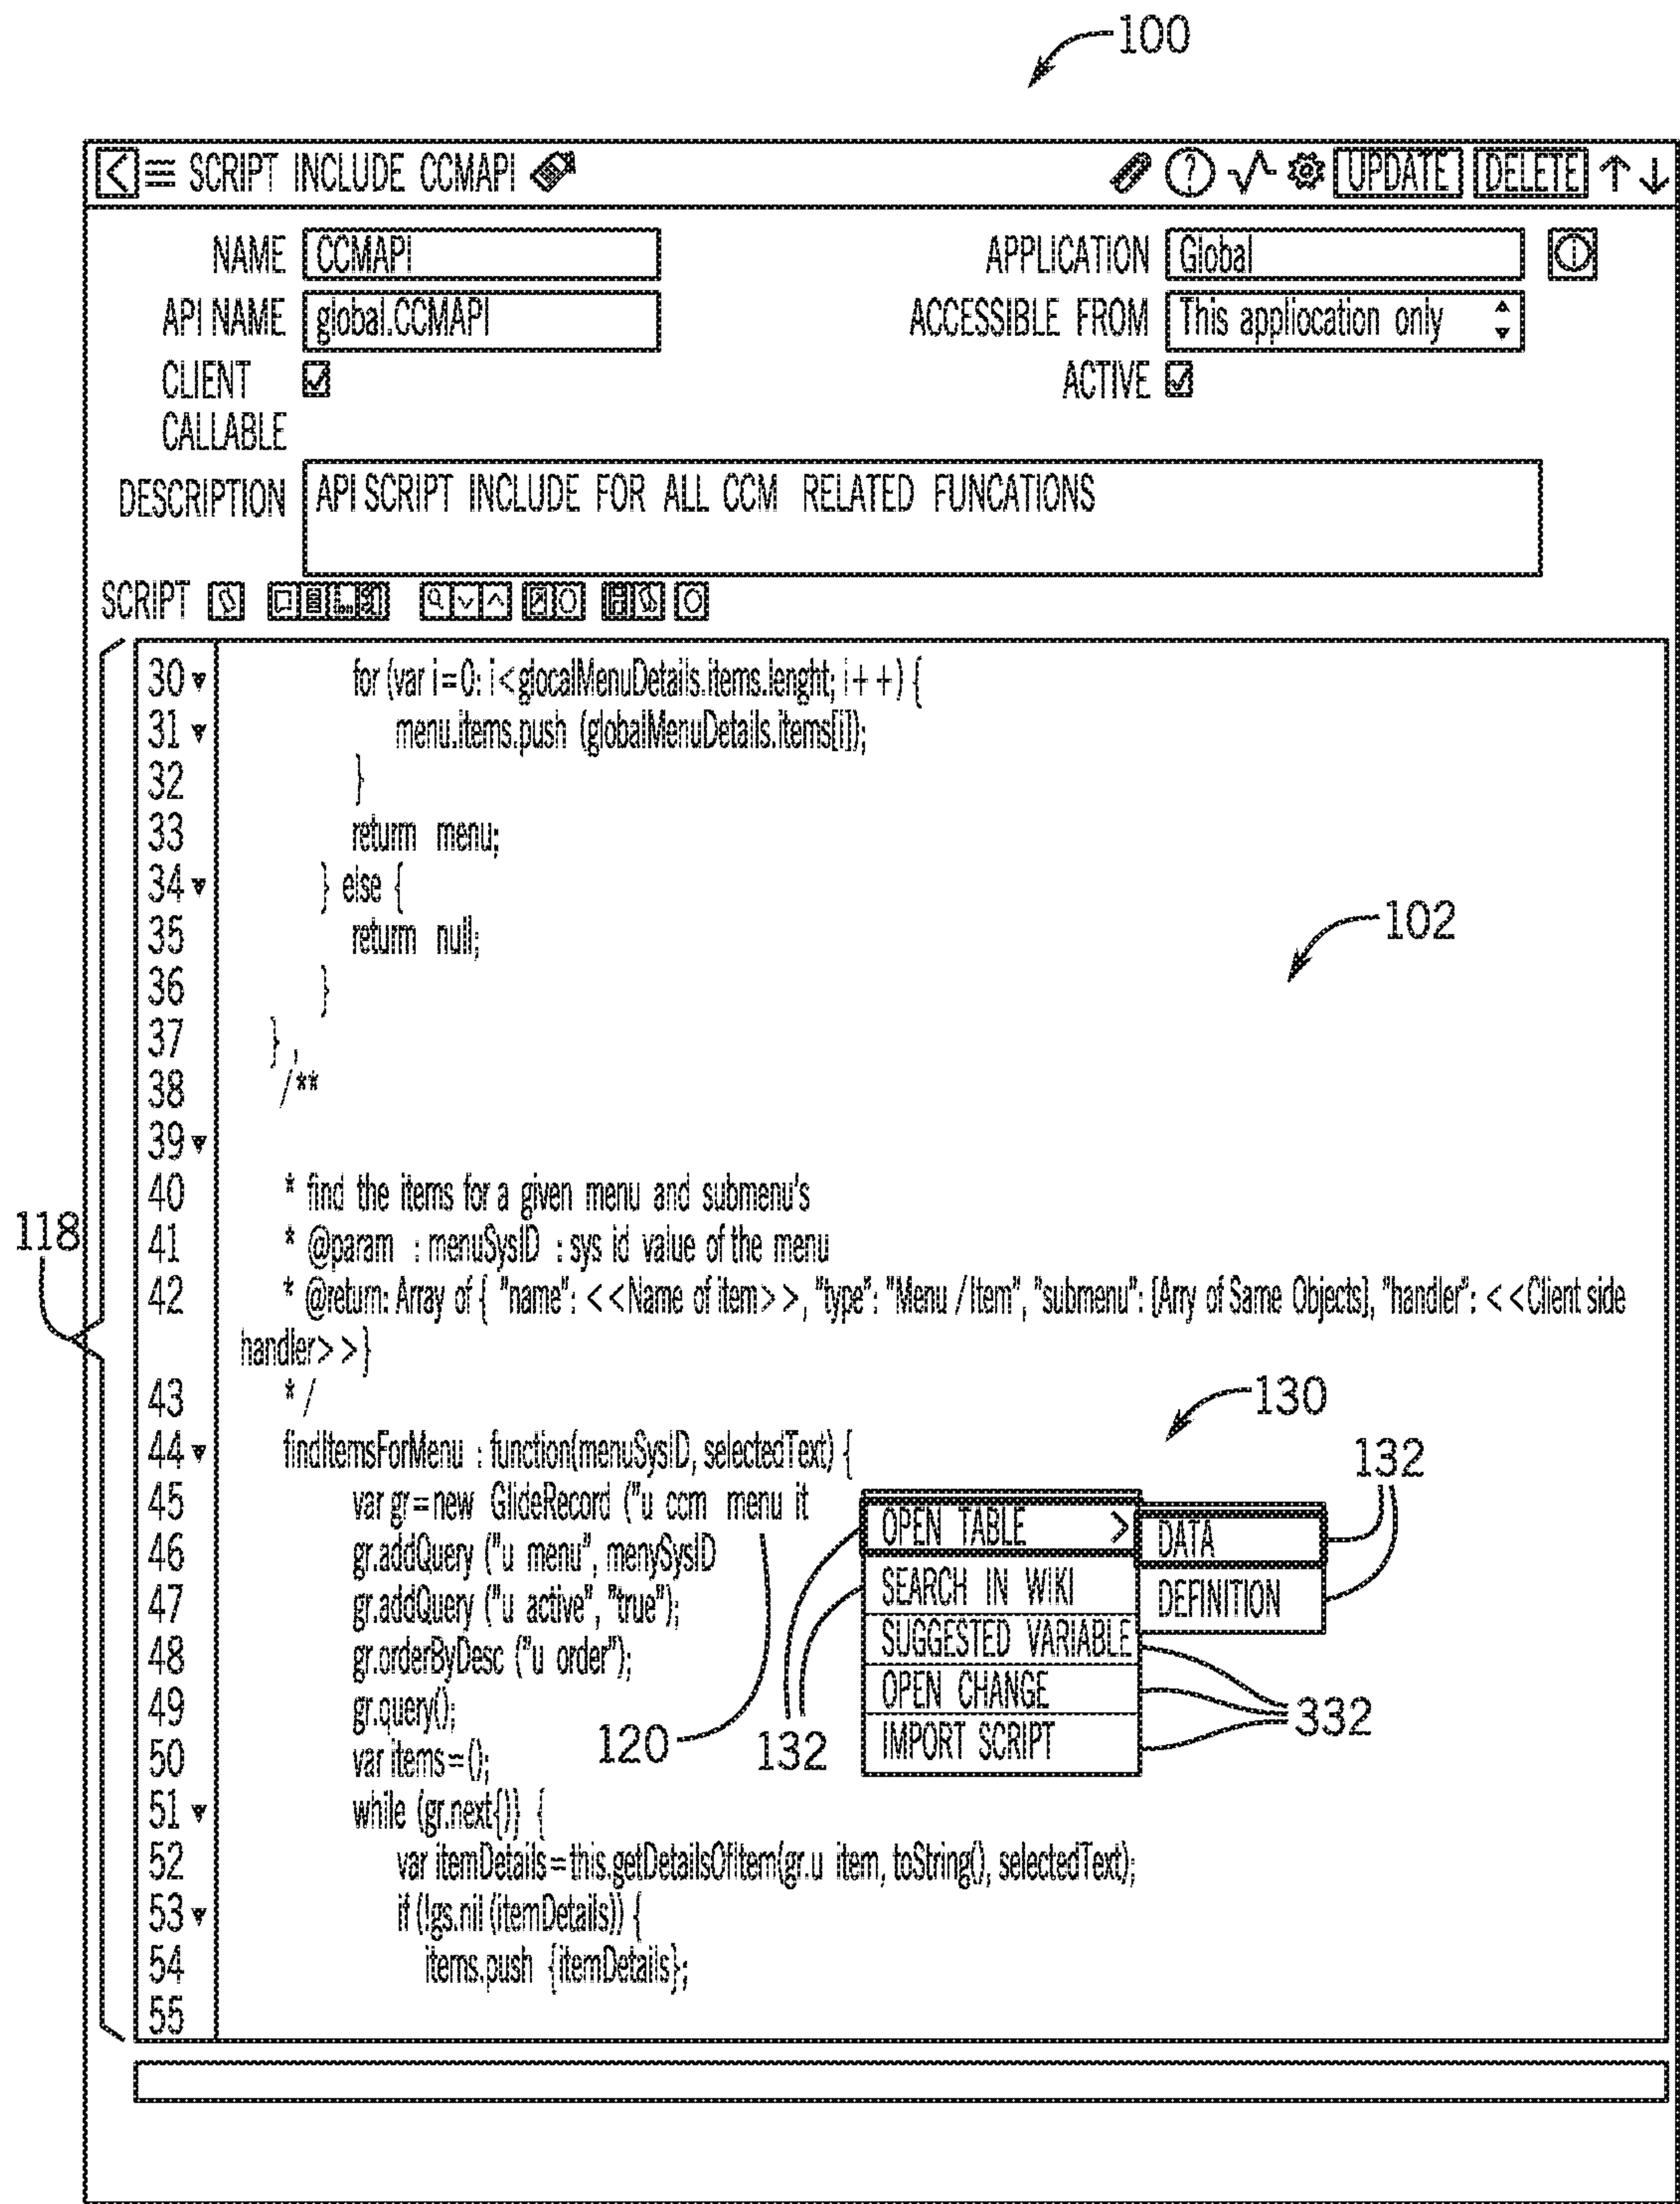 100
SCRIPT INCLUDE CCMAPI ? UPDATE DELETE
NAME CCMAPI APPLICATION Global
API NAME global.CCMAPI ACCESSIBLE FROM This appliocation only
CLIENT ACTIVE
CALLABLE
DESCRIPTION API SCRIPT INCLUDE FOR ALL CCM RELATED FUNCATIONS
SCRIPT
30 for (var i=0: i<glocalMenuDetails.items.lenght; i++) {
31 menu.items.push (globalMenuDetails.items[i]);
32 }
33 returm menu;
34 } else {
102
35 returm null;
36 }
37 },
38 /**
39
40 * find the items for a given menu and submenu's
118
41 * @param : menuSysID : sys id value of the menu
42 * @return: Array of { "name": <<Name of item>>, "type": "Menu / Item", "submenu": [Arry of Same Objects], "handler": <<Client side
handler>>}
43 */
130
44 findItemsForMenu : function(menuSysID, selectedText) {
132
45 var gr=new GlideRecord ("u ccm menu it
OPEN TABLE > DATA
46 gr.addQuery ("u menu", menySysID
SEARCH IN WIKI DEFINITION
47 gr.addQuery ("u active", "true");
SUGGESTED VARIABLE
48 gr.orderByDesc ("u order");
OPEN CHANGE
49 gr.query();
332
IMPORT SCRIPT
120 132
50 var items=();
51 while (gr.next{)) {
52 var itemDetails=this.getDetailsOfItem(gr.u item, toString(), selectedText);
53 if (!gs.nil (itemDetails)) {
54 items.push {itemDetails};
55